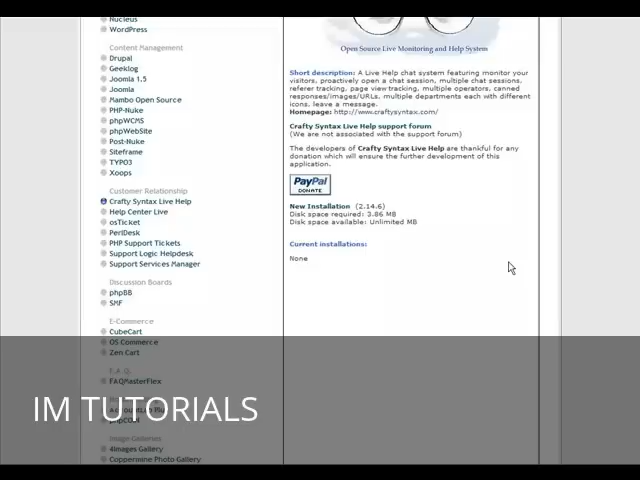 Nucleus
WordPress
Content Management
Drupal
Geeklog
Joomla 1.5
Joomla
Mambo Open Source
PHP-Nuke
phpWCMS
phpWebSite
Post-Nuke
Siteframe
TYPO3
Xoops
Customer Relationship
Crafty Syntax Live Help
Help Center Live
osTicket
PerlDesk
PHP Support Tickets
Support Logic Helpdesk
Support Services Manager
Discussion Boards
phpBB
SMF
E-Commerce
CubeCart
OS Commerce
Zen Cart
F.A.Q.
FAQMasterFlex
phpCOIN
Image Galleries
4images Gallery
Coppermine Photo Gallery
Open Source Live Monitoring and Help System
Short description: A Live Help chat system featuring monitor your
visitors, proactively open a chat session, multiple chat sessions,
referer tracking, page view tracking, multiple operators, canned
responses/images/URLs, multiple departments each with different
icons, leave a message.
Homepage: http://www.craftysyntax.com/
Crafty Syntax Live Help support forum
(We are not associated with the support forum)
The developers of Crafty Syntax Live Help are thankful for any
donation which will ensure the further development of this
application.
PayPal
DONATE
New Installation (2.14.6)
Disk space required: 3.86 MB
Disk space available: Unlimited MB
Current installations:
None
IM TUTORIALS